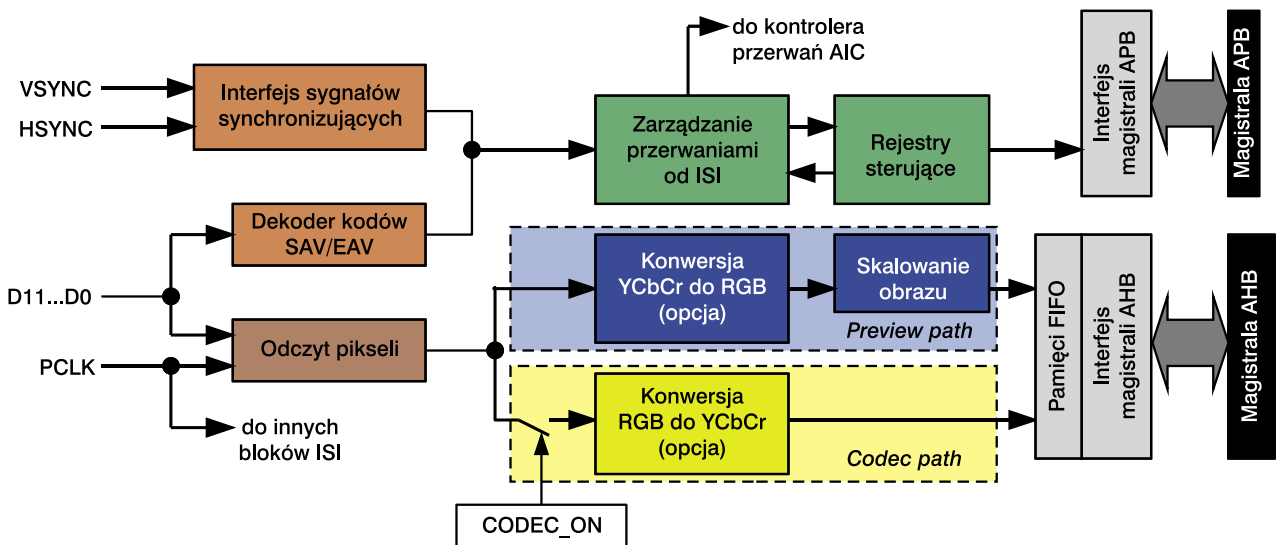 do kontrolera
przerwań AIC
VSYNC
HSYNC
Interfejs sygnałów
synchronizujących
Zarządzanie
przerwaniami
od ISI
Rejestry
sterujące
Interfejs
magistrali APB
Magistrala APB
Dekoder kodów
SAV/EAV
D11...D0
Odczyt pikseli
PCLK
do innych
bloków ISI
Konwersja
YCbCr do RGB
(opcja)
Skalowanie
obrazu
Preview path
Konwersja
RGB do YCbCr
(opcja)
Codec path
CODEC_ON
Pamięci FIFO
Interfejs
magistrali AHB
Magistrala AHB